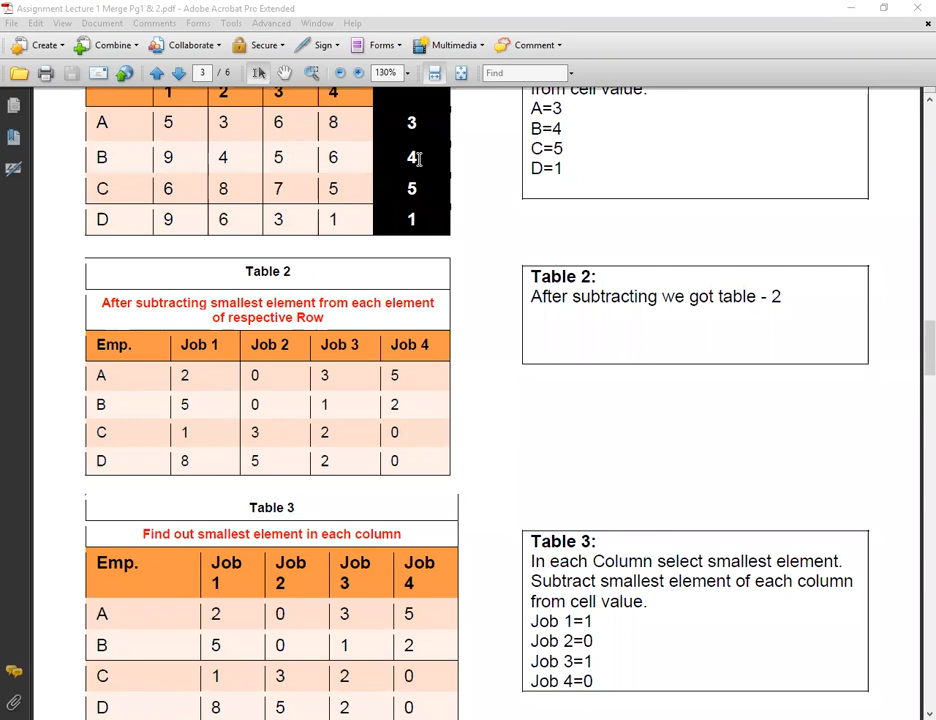 Assignment Lecture 1 Merge Pg1 & 2.pdf - Adobe Acrobat Pro Extended
File Edit View Document Comments Forms Tools Advanced Window Help
Create Combine Collaborate Secure Sign Forms Multimedia Comment
3 / 6 130% Find
1 2 3 4
A 5 3 6 8 3
B 9 4 5 6 4
C 6 8 7 5 5
D 9 6 3 1 1
from cell value.
A=3
B=4
C=5
D=1
Table 2
After subtracting smallest element from each element
of respective Row
Emp. Job 1 Job 2 Job 3 Job 4
A 2 0 3 5
B 5 0 1 2
C 1 3 2 0
D 8 5 2 0
Table 2:
After subtracting we got table - 2
Table 3
Find out smallest element in each column
Emp. Job Job Job Job
1 2 3 4
A 2 0 3 5
B 5 0 1 2
C 1 3 2 0
D 8 5 2 0
Table 3:
In each Column select smallest element.
Subtract smallest element of each column
from cell value.
Job 1=1
Job 2=0
Job 3=1
Job 4=0